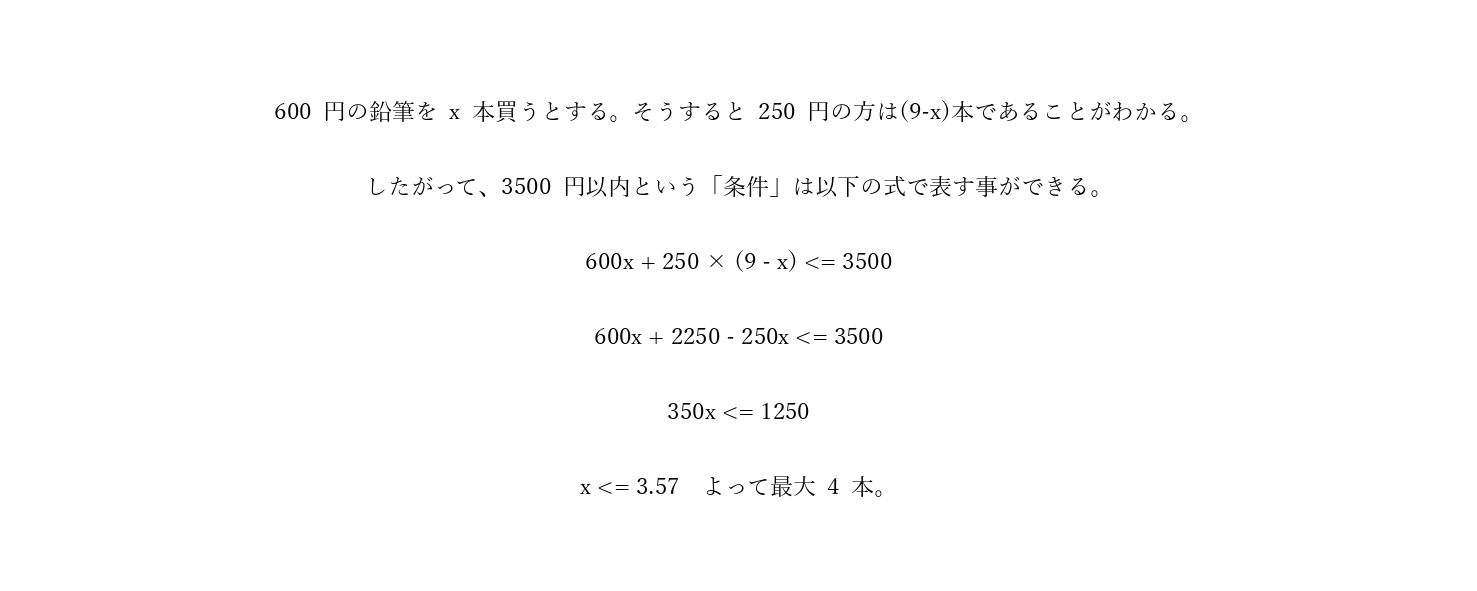 600 円の鉛筆を x 本買うとする。そうすると 250 円の方は(9-x)本であることがわかる。
したがって、3500 円以内という「条件」は以下の式で表す事ができる。
600x + 250 × (9 - x) <= 3500
600x + 2250 - 250x <= 3500
350x <= 1250
x <= 3.57　よって最大 4 本。